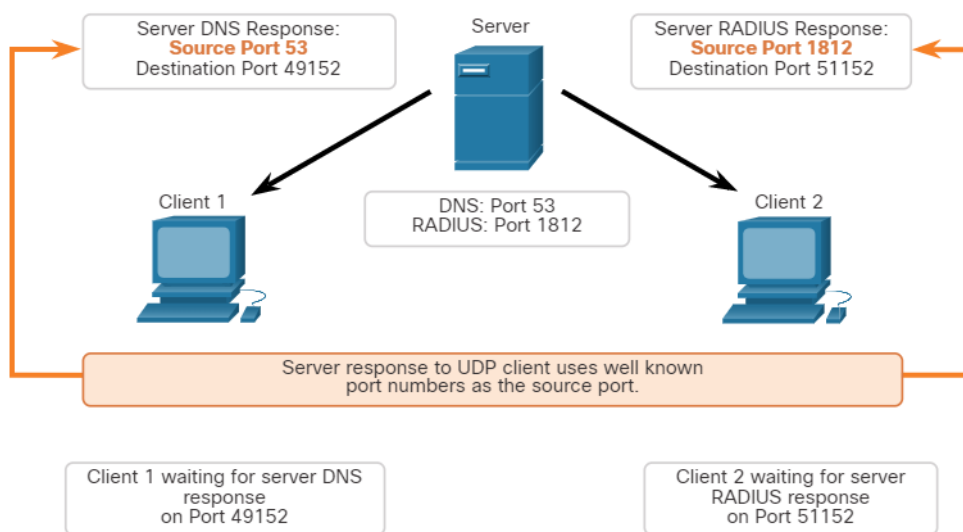 Server DNS Response:
Source Port 53
Destination Port 49152
Server
Server RADIUS Response:
Source Port 1812
Destination Port 51152
Client 1
DNS: Port 53
RADIUS: Port 1812
Client 2
Server response to UDP client uses well known
port numbers as the source port.
Client 1 waiting for server DNS
response
on Port 49152
Client 2 waiting for server
RADIUS response
on Port 51152